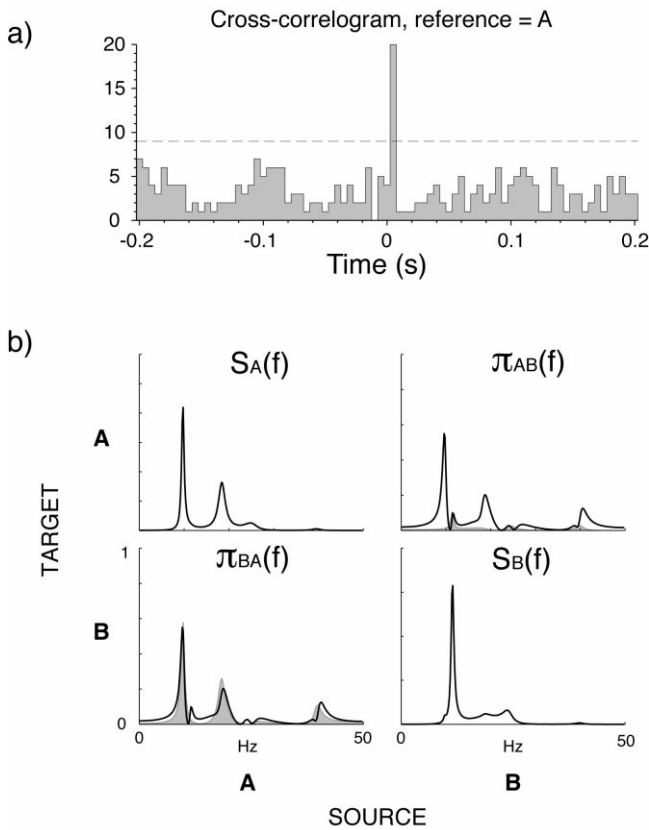 a)
Cross-correlogram, reference = A
20
15
10
5
0
-0.2 -0.1 0 0.1 0.2
Time (s)
b)
SA(f)
πAB(f)
A
TARGET
1
πBA(f)
SB(f)
B
0
0 Hz 50
0 Hz 50
A B
SOURCE